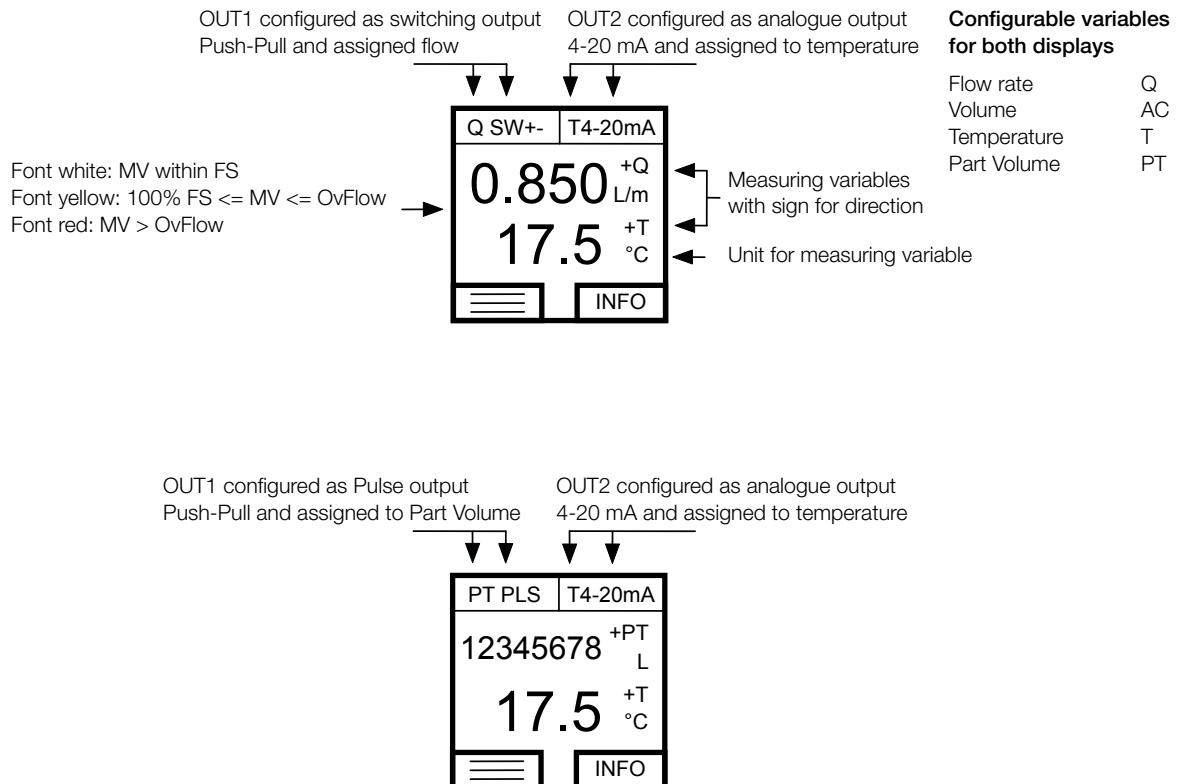 OUT1 configured as switching output
Push-Pull and assigned flow
OUT2 configured as analogue output
4-20 mA and assigned to temperature
Configurable variables
for both displays
Flow rate Q
Volume AC
Temperature T
Part Volume PT
Font white: MV within FS
Font yellow: 100% FS <= MV <= OvFlow
Font red: MV > OvFlow
Q SW+- T4-20mA
0.850 +Q
L/m
17.5 +T
°C
INFO
Measuring variables
with sign for direction
Unit for measuring variable
OUT1 configured as Pulse output
Push-Pull and assigned to Part Volume
OUT2 configured as analogue output
4-20 mA and assigned to temperature
PT PLS T4-20mA
12345678 +PT
L
17.5 +T
°C
INFO